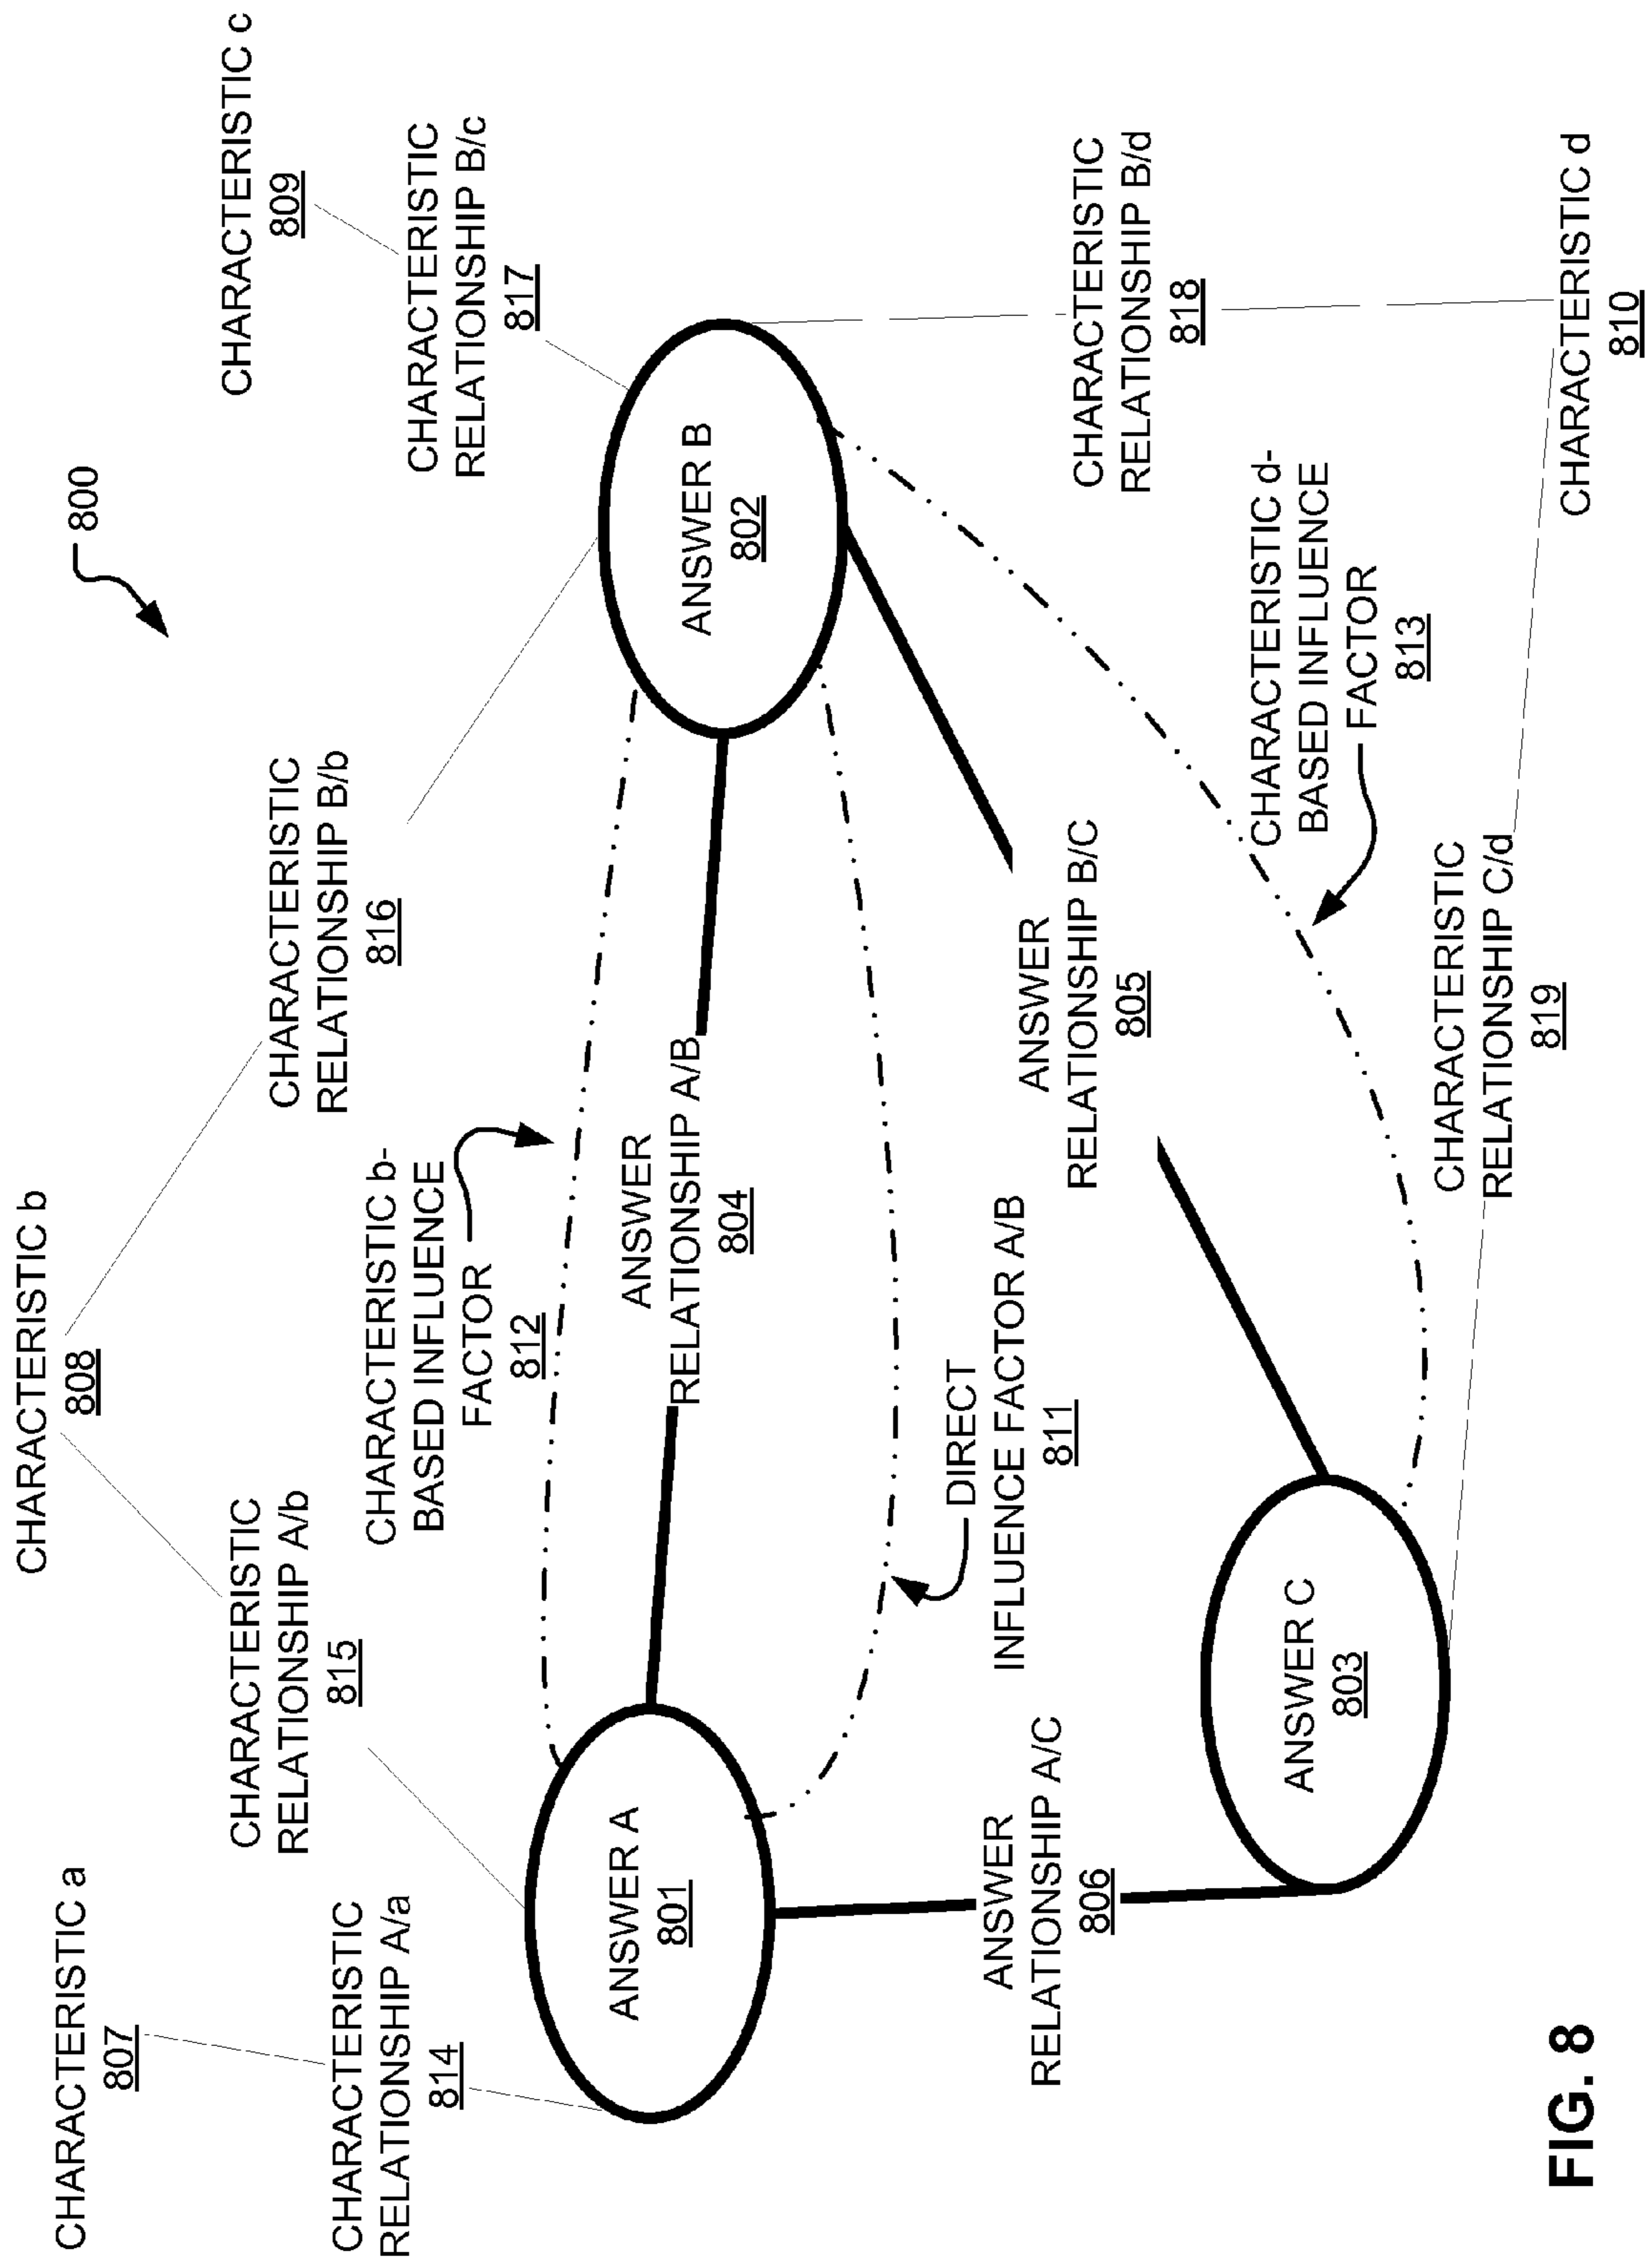 800
CHARACTERISTIC a
807
CHARACTERISTIC b
808
CHARACTERISTIC c
809
CHARACTERISTIC
RELATIONSHIP A/a
814
CHARACTERISTIC
RELATIONSHIP A/b
815
CHARACTERISTIC
RELATIONSHIP B/b
816
CHARACTERISTIC
RELATIONSHIP B/c
817
CHARACTERISTIC b-
BASED INFLUENCE
FACTOR
812
ANSWER A
801
ANSWER
RELATIONSHIP A/B
804
ANSWER B
802
DIRECT
INFLUENCE FACTOR A/B
811
ANSWER
RELATIONSHIP A/C
806
ANSWER
RELATIONSHIP B/C
805
CHARACTERISTIC
RELATIONSHIP B/d
818
CHARACTERISTIC d-
BASED INFLUENCE
FACTOR
813
ANSWER C
803
CHARACTERISTIC
RELATIONSHIP C/d
819
CHARACTERISTIC d
810
FIG. 8